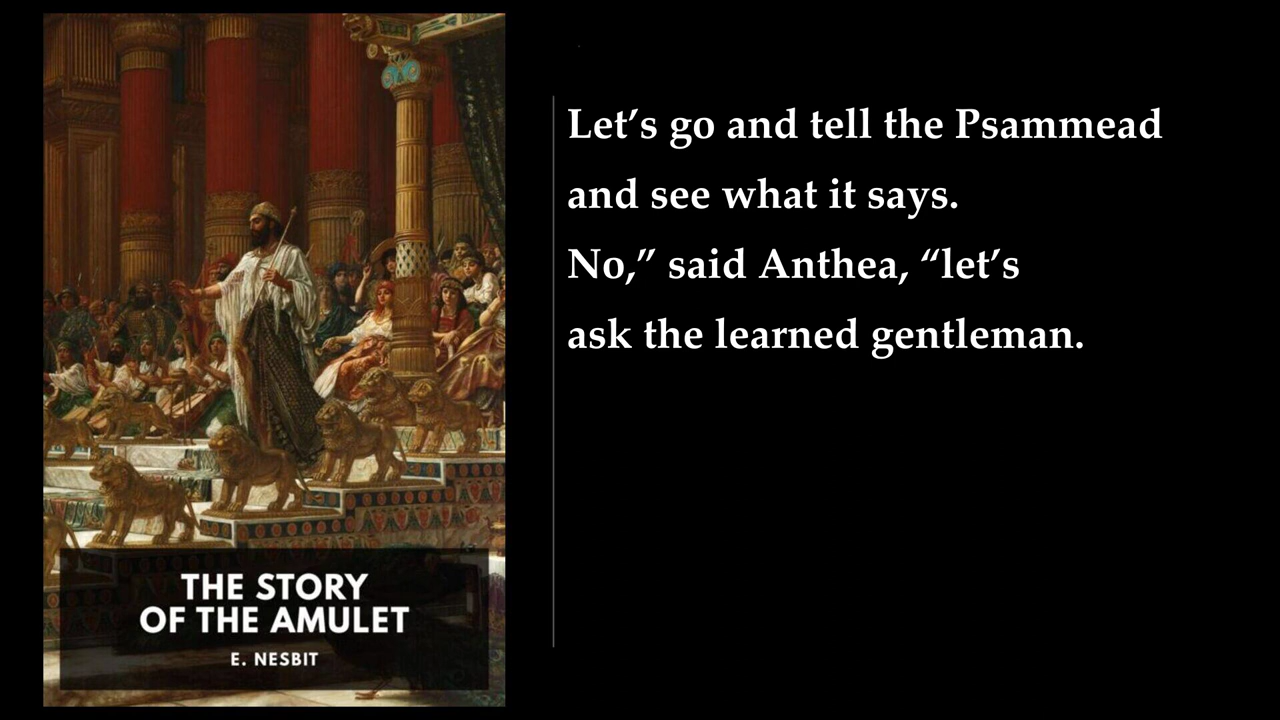 Let’s go and tell the Psammead
and see what it says.
No,” said Anthea, “let’s
ask the learned gentleman.
THE STORY
OF THE AMULET
E. NESBIT